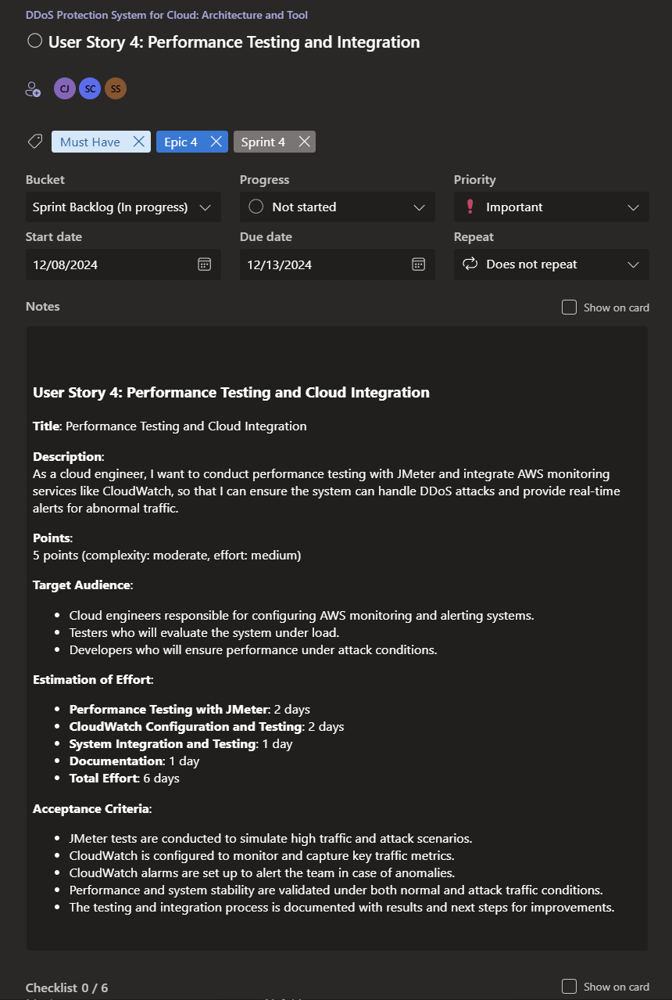 DDoS Protection System for Cloud: Architecture and Tool
User Story 4: Performance Testing and Integration
CJ SC SS
Must Have Epic 4 Sprint 4
Bucket Progress Priority
Sprint Backlog (In progress) Not started Important
Start date Due date Repeat
12/08/2024 12/13/2024 Does not repeat
Notes Show on card
User Story 4: Performance Testing and Cloud Integration
Title: Performance Testing and Cloud Integration
Description:
As a cloud engineer, I want to conduct performance testing with JMeter and integrate AWS monitoring
services like CloudWatch, so that I can ensure the system can handle DDoS attacks and provide real-time
alerts for abnormal traffic.
Points:
5 points (complexity: moderate, effort: medium)
Target Audience:
• Cloud engineers responsible for configuring AWS monitoring and alerting systems.
• Testers who will evaluate the system under load.
• Developers who will ensure performance under attack conditions.
Estimation of Effort:
• Performance Testing with JMeter: 2 days
• CloudWatch Configuration and Testing: 2 days
• System Integration and Testing: 1 day
• Documentation: 1 day
• Total Effort: 6 days
Acceptance Criteria:
• JMeter tests are conducted to simulate high traffic and attack scenarios.
• CloudWatch is configured to monitor and capture key traffic metrics.
• CloudWatch alarms are set up to alert the team in case of anomalies.
• Performance and system stability are validated under both normal and attack traffic conditions.
• The testing and integration process is documented with results and next steps for improvements.
Checklist 0 / 6 Show on card